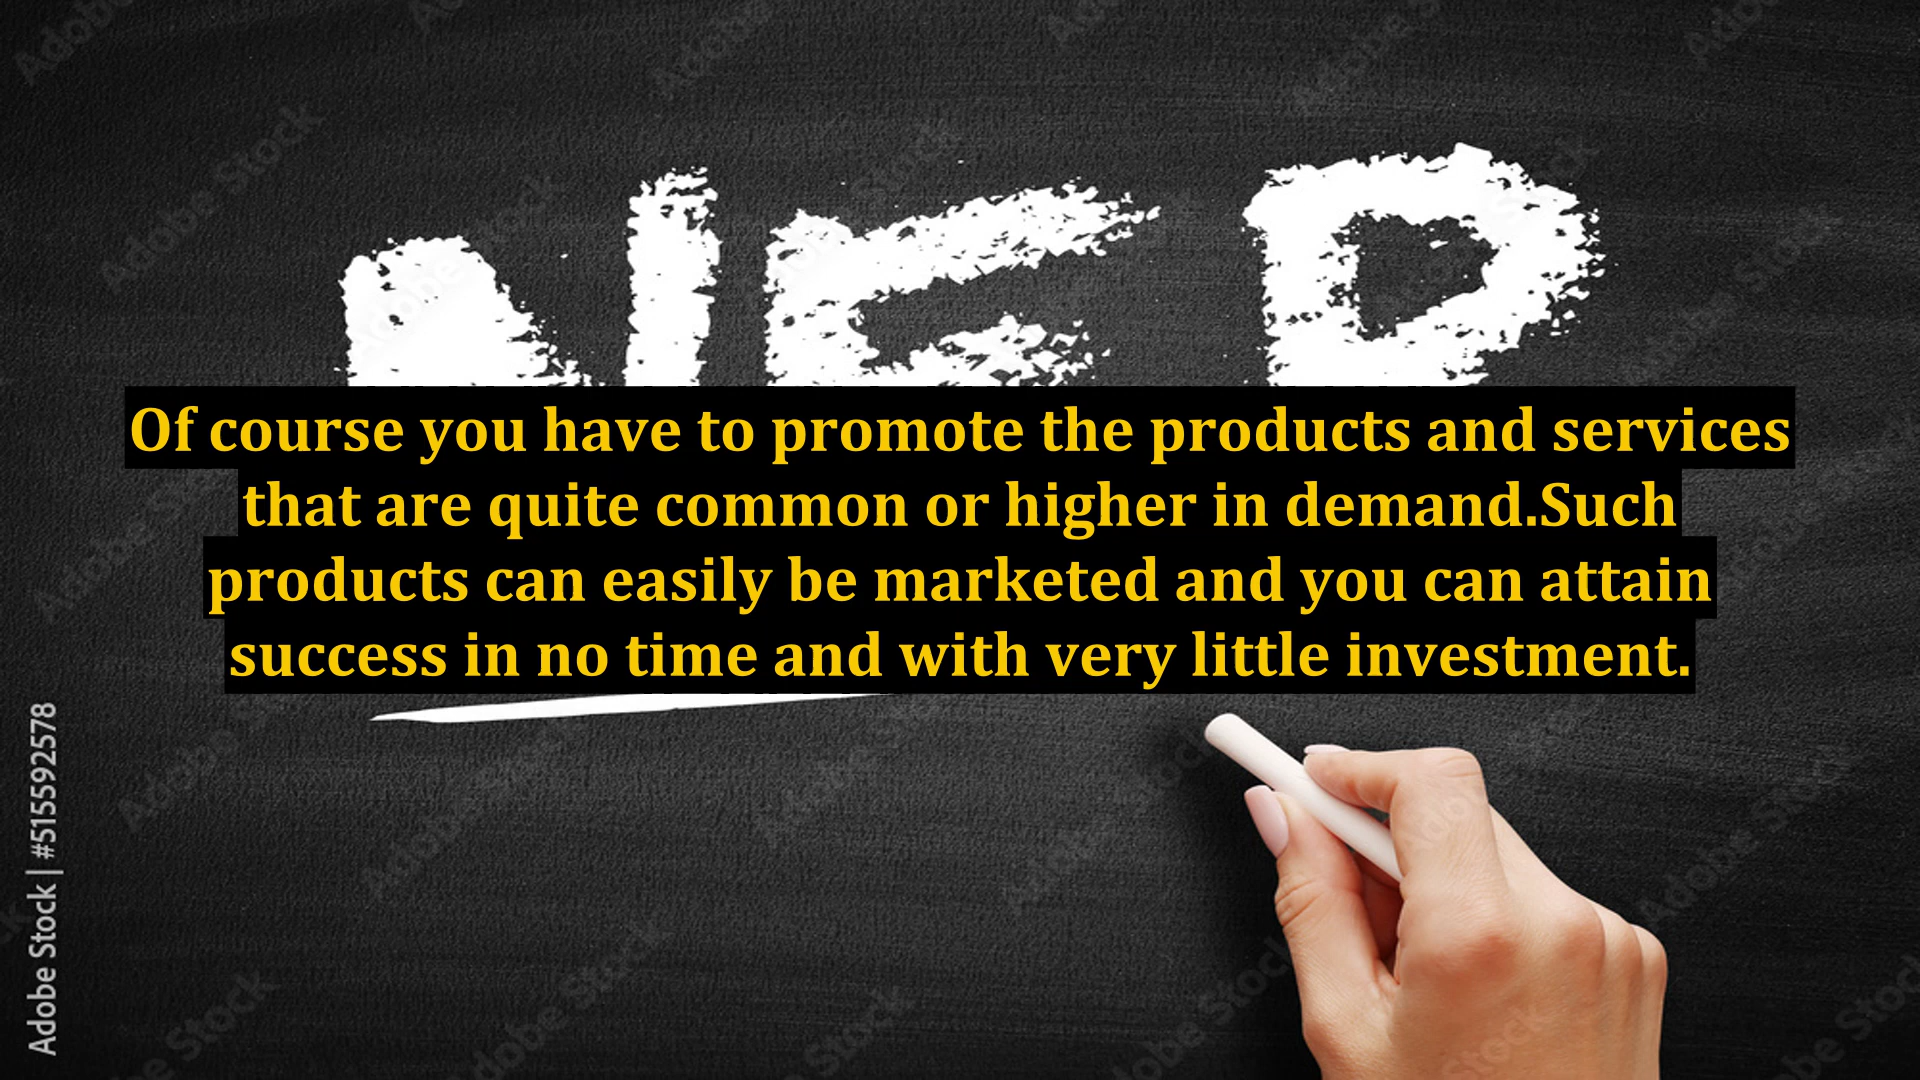 NEP
Of course you have to promote the products and services
that are quite common or higher in demand.Such
products can easily be marketed and you can attain
success in no time and with very little investment.
Adobe Stock | #515592578